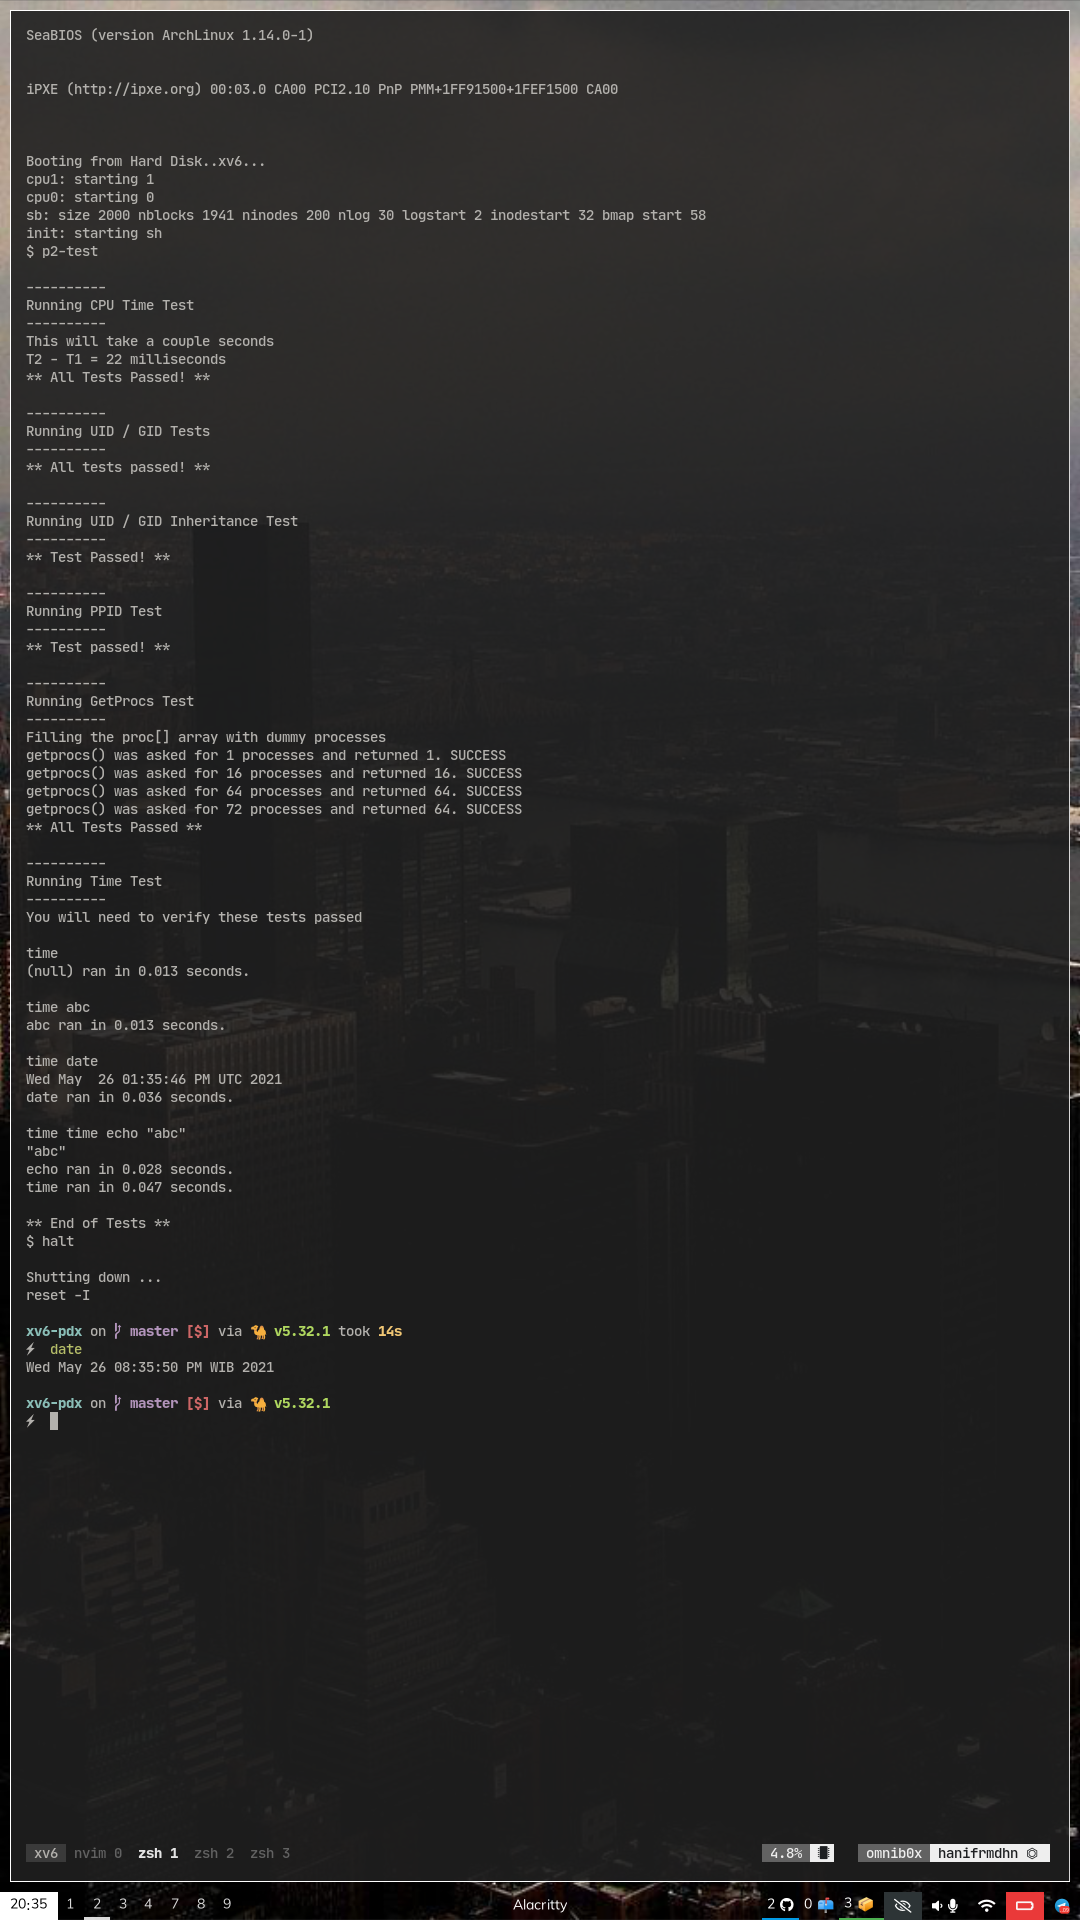 SeaBIOS (version ArchLinux 1.14.0-1)
iPXE (http://ipxe.org) 00:03.0 CA00 PCI2.10 PnP PMM+1FF91500+1FEF1500 CA00
Booting from Hard Disk..xv6...
cpu1: starting 1
cpu0: starting 0
sb: size 2000 nblocks 1941 ninodes 200 nlog 30 logstart 2 inodestart 32 bmap start 58
init: starting sh
$ p2-test
----------
Running CPU Time Test
----------
This will take a couple seconds
T2 - T1 = 22 milliseconds
** All Tests Passed! **
----------
Running UID / GID Tests
----------
** All tests passed! **
----------
Running UID / GID Inheritance Test
----------
** Test Passed! **
----------
Running PPID Test
----------
** Test passed! **
----------
Running GetProcs Test
----------
Filling the proc[] array with dummy processes
getprocs() was asked for 1 processes and returned 1. SUCCESS
getprocs() was asked for 16 processes and returned 16. SUCCESS
getprocs() was asked for 64 processes and returned 64. SUCCESS
getprocs() was asked for 72 processes and returned 64. SUCCESS
** All Tests Passed **
----------
Running Time Test
----------
You will need to verify these tests passed
time
(null) ran in 0.013 seconds.
time abc
abc ran in 0.013 seconds.
time date
Wed May  26 01:35:46 PM UTC 2021
date ran in 0.036 seconds.
time time echo "abc"
"abc"
echo ran in 0.028 seconds.
time ran in 0.047 seconds.
** End of Tests **
$ halt
Shutting down ...
reset -I
xv6-pdx on master [$] via 🐪 v5.32.1 took 14s
⚡ date
Wed May 26 08:35:50 PM WIB 2021
xv6-pdx on master [$] via 🐪 v5.32.1
⚡
xv6 nvim 0 zsh 1 zsh 2 zsh 3 4.8% omnib0x hanifrmdhn
20:35 1 2 3 4 7 8 9 Alacritty 2 0 📫 3 📦